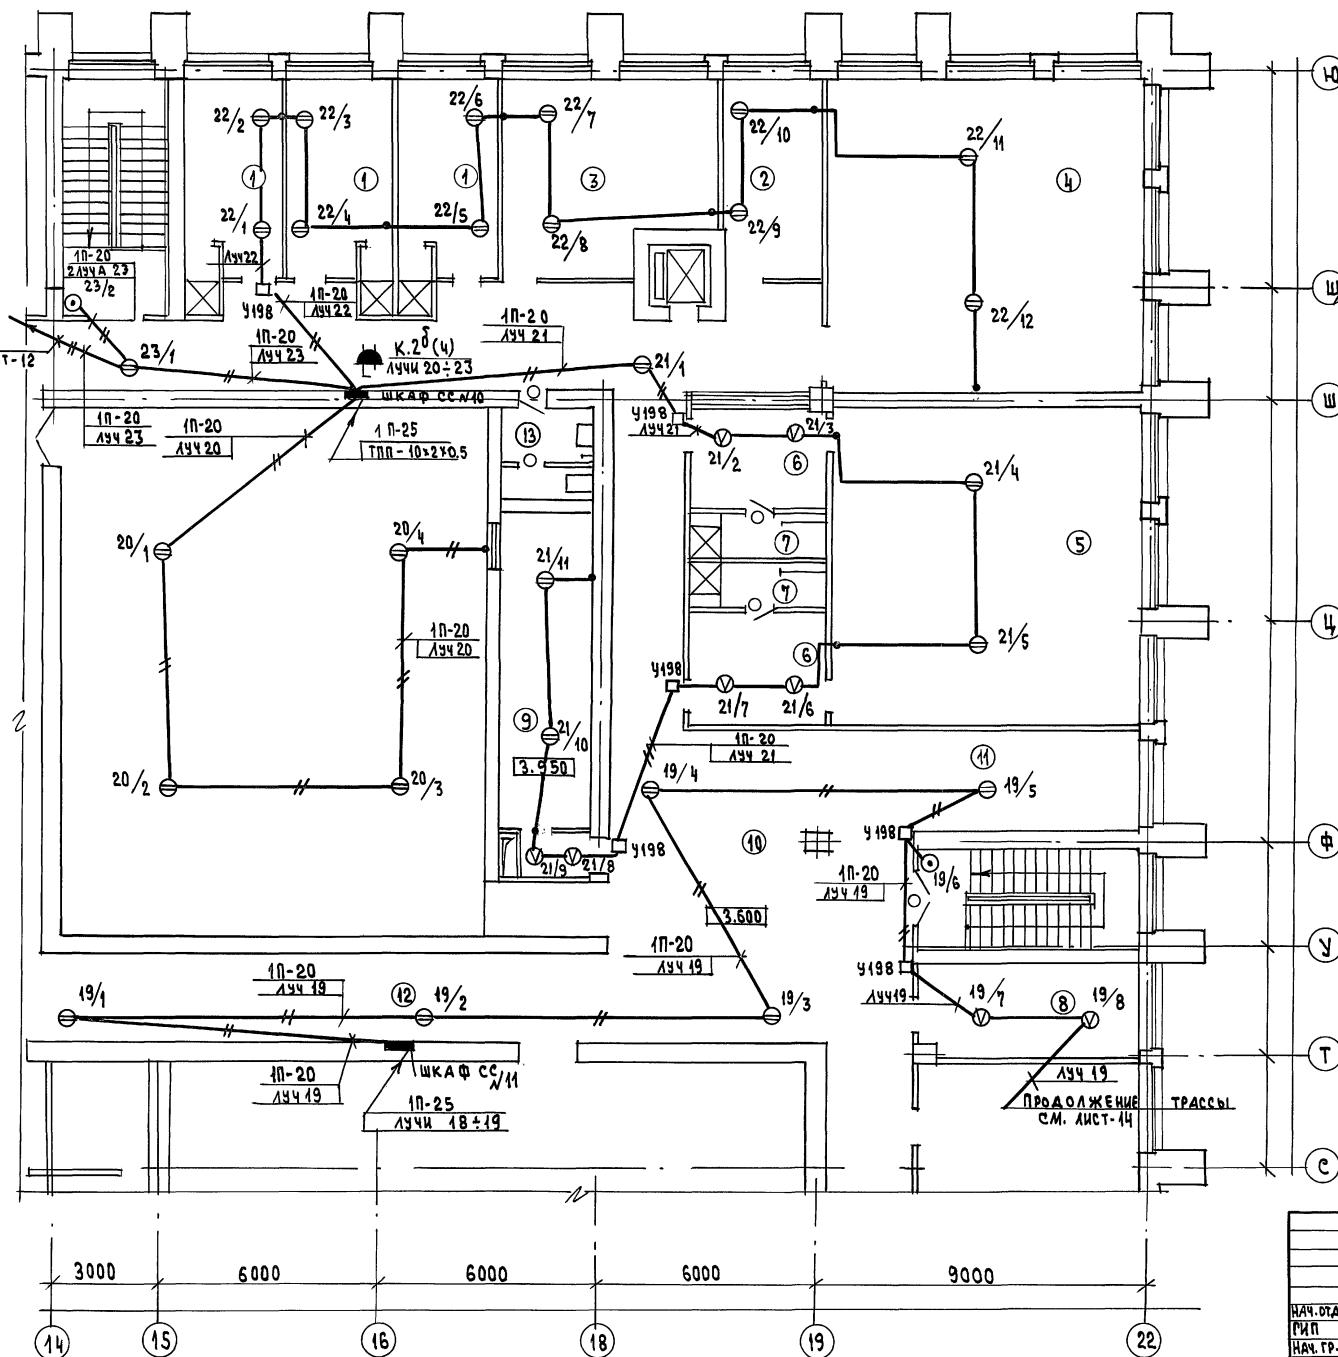 22/2
22/3
22/6
22/7
22/10
22/11
Ю
1
1
1
3
2
4
22/1
22/4
22/5
22/8
22/9
ЛУЧ22
1П-20
2ЛУЧА 23
23/2
У198
1П-20
ЛУЧ22
22/12
Щ
Т-12
23/1
1П-20
ЛУЧ 23
К.2б(4)
ЛУЧИ 20÷23
1П-20
ЛУЧ 21
21/1
ШКАФ СС №10
Ш
1П-20
ЛУЧ 23
1П-20
ЛУЧ 20
1П-25
ТПП-10×2×0.5
13
У198
ЛУЧ21
21/2
21/3
6
21/4
20/1
20/4
21/11
7
7
5
1П-20
ЛУЧ20
Ц
6
21/5
У198
21/7
21/6
9
21/10
3.950
1П-20
ЛУЧ 21
20/2
20/3
19/4
11
19/5
У198
10
У198
Ф
21/9
21/8
1П-20
ЛУЧ 19
19/6
3.600
1П-20
ЛУЧ 19
У
1П-20
ЛУЧ 19
У198
19/1
12
19/2
19/3
ЛУЧ19
19/7
8
19/8
Т
ШКАФ СС
№11
1П-20
ЛУЧ 19
1П-25
ЛУЧИ 18÷19
ЛУЧ 19
ПРОДОЛЖЕНИЕ ТРАССЫ
СМ. ЛИСТ-14
С
3000
6000
6000
6000
9000
14
15
16
18
19
22
НАЧ.ОТД
ГИП
НАЧ.ГР.